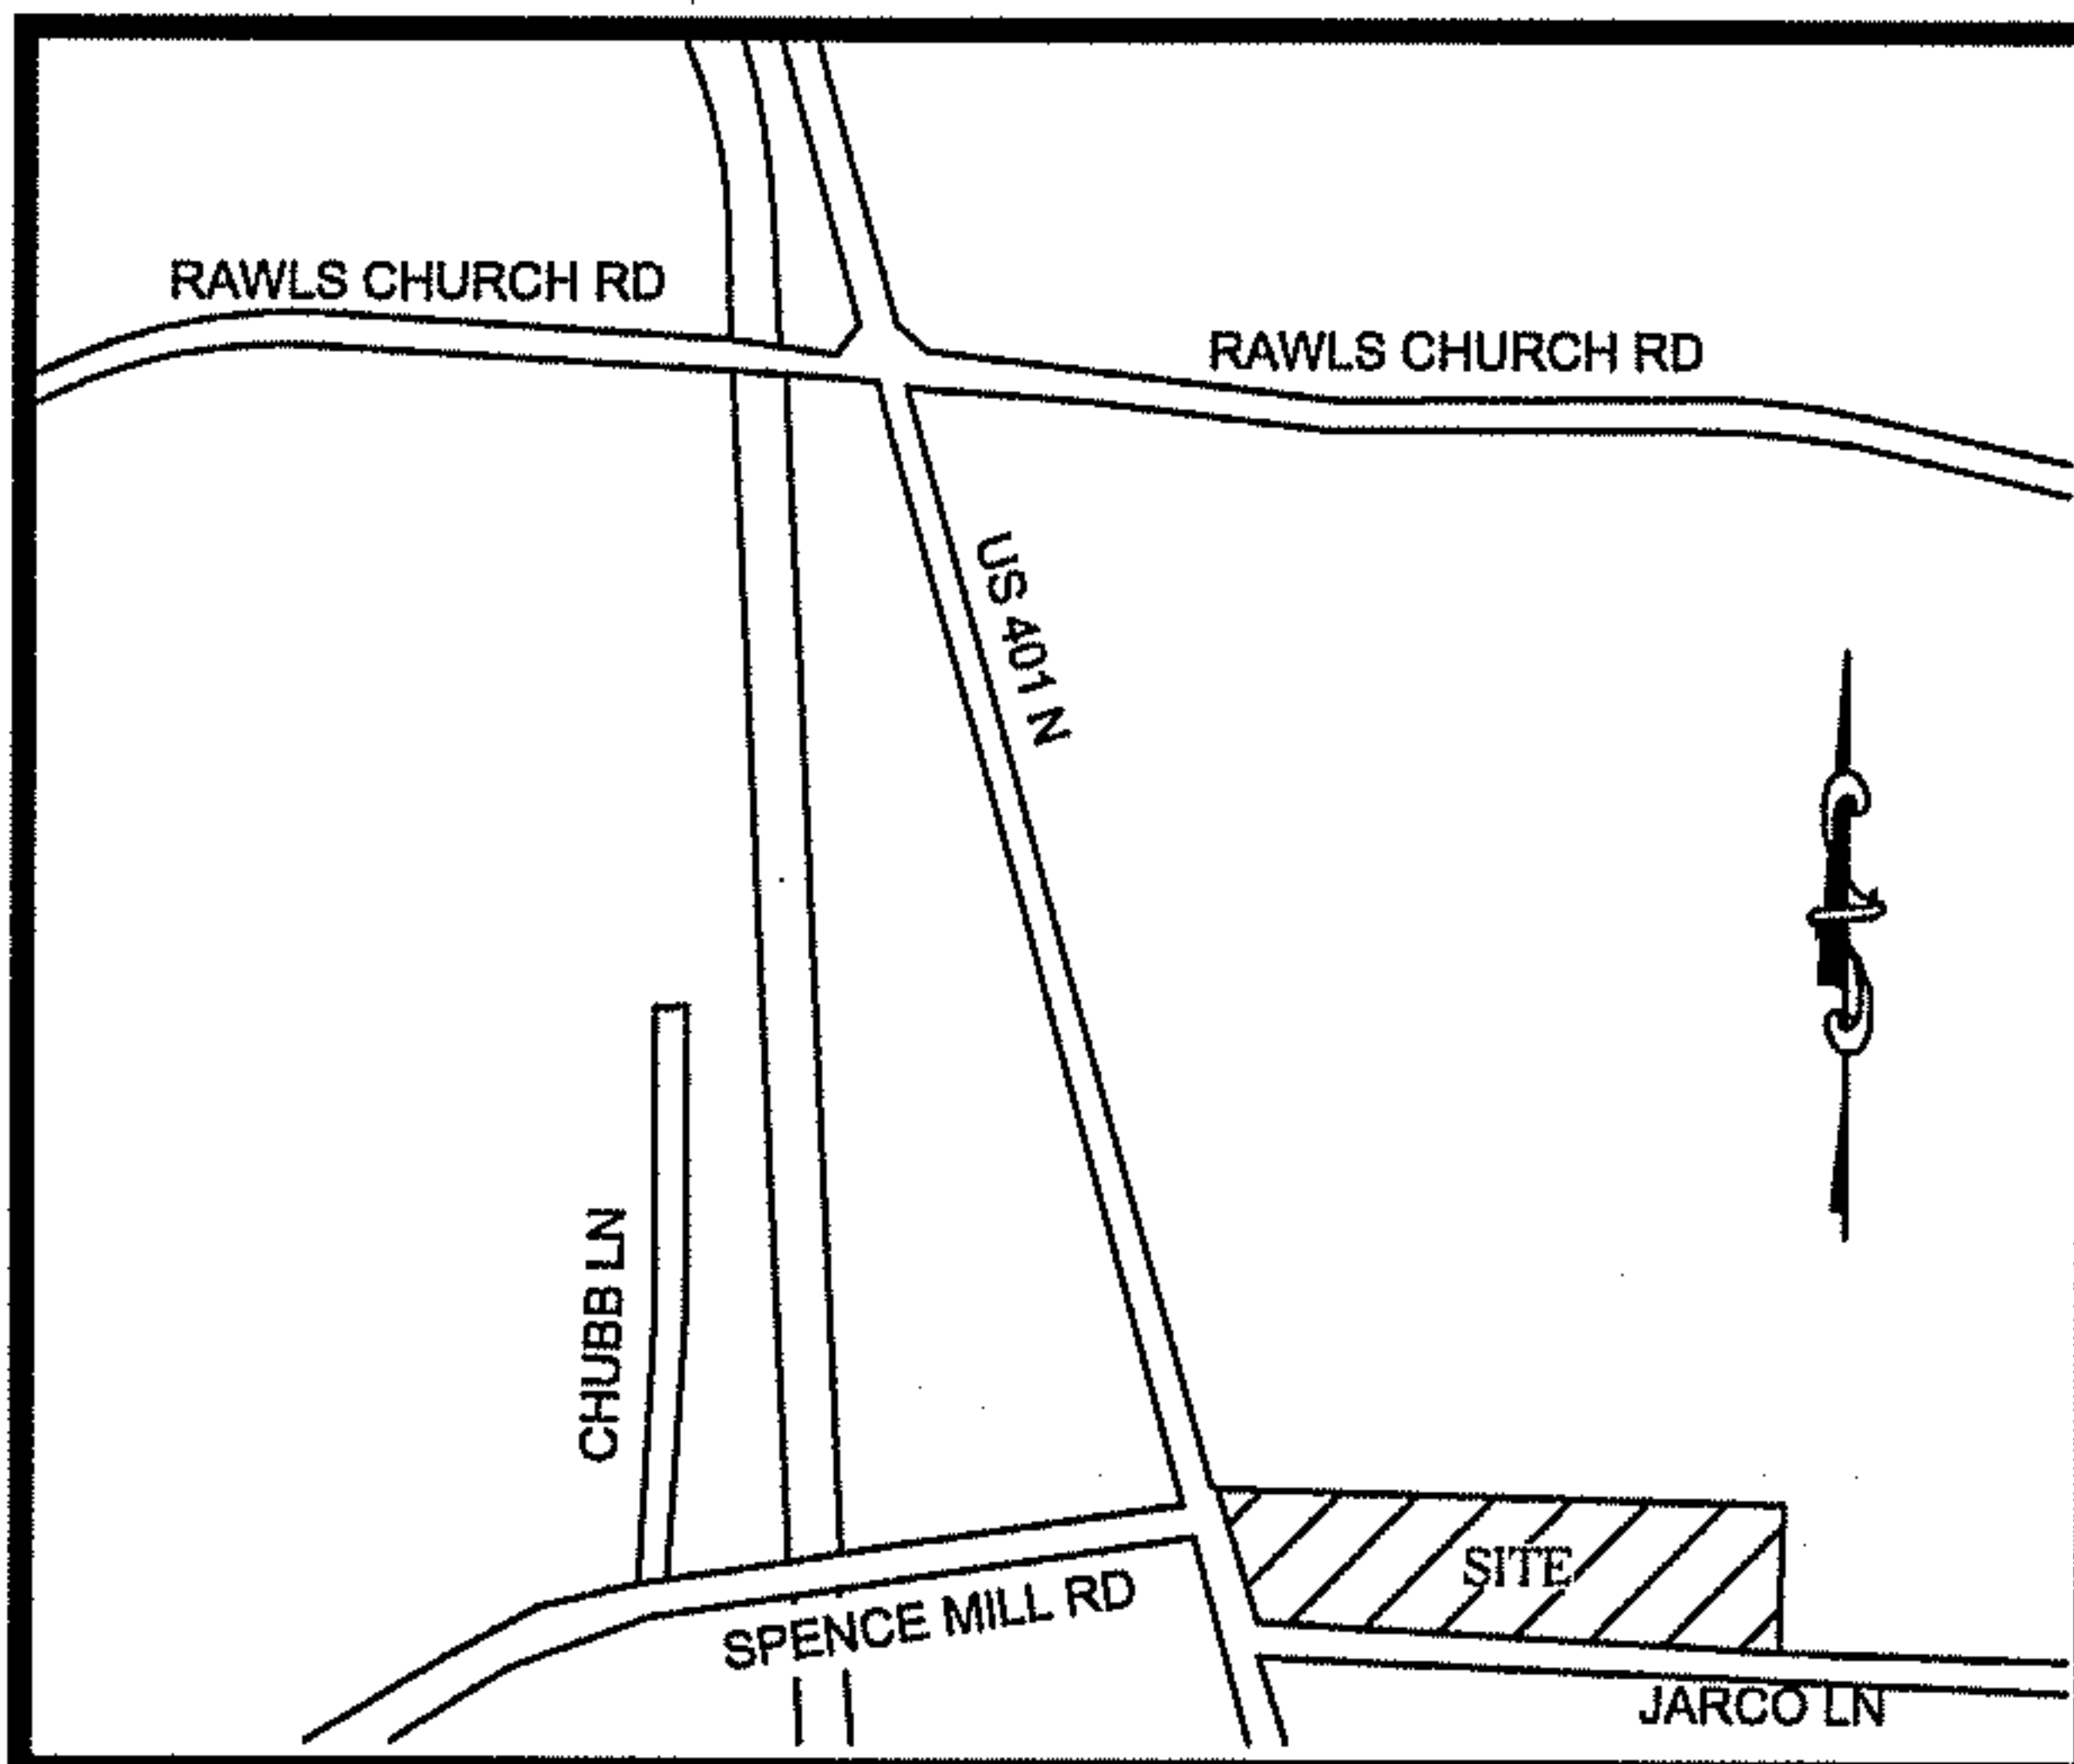 RAWLS CHURCH RD
RAWLS CHURCH RD
US 401 N
CHUBB LN
SITE
SPENCE MILL RD
JARCO LN